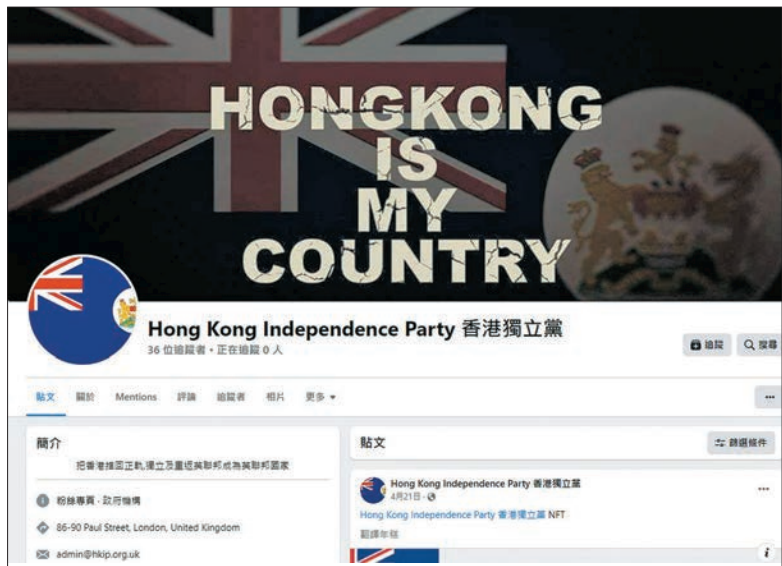 HONGKONG
IS
MY
COUNTRY
Hong Kong Independence Party 香港獨立黨
36 位追蹤者 • 正在追蹤 0 人
追蹤
搜尋
貼文 關於 Mentions 評論 追蹤者 相片 更多
簡介
把香港推回正軌,獨立及重返英聯邦成為英聯邦國家
粉絲專頁 · 政府機構
86-90 Paul Street, London, United Kingdom
admin@hkip.org.uk
貼文
篩選條件
Hong Kong Independence Party 香港獨立黨
4月21日 ·
Hong Kong Independence Party 香港獨立黨 NFT
翻譯年糕